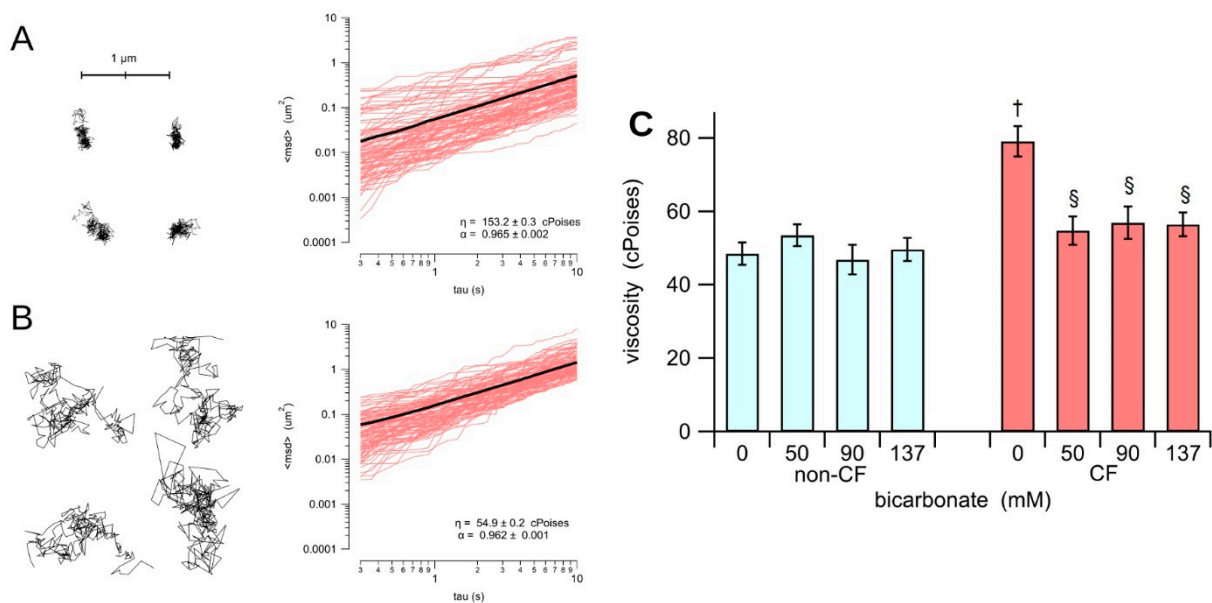 A
1 µm
10
1
0.1
0.01
0.001
0.0001
<msd> (um²)
η = 153.2 ± 0.3 cPoises
α = 0.965 ± 0.002
3 4 5 6 7 8 9 1 2 3 4 5 6 7 8 9 10
tau (s)
B
10
1
0.1
0.01
0.001
0.0001
<msd> (um²)
η = 54.9 ± 0.2 cPoises
α = 0.962 ± 0.001
3 4 5 6 7 8 9 1 2 3 4 5 6 7 8 9 10
tau (s)
C
†
§ § §
80
60
40
20
0
viscosity (cPoises)
0 50 90 137 0 50 90 137
non-CF CF
bicarbonate (mM)